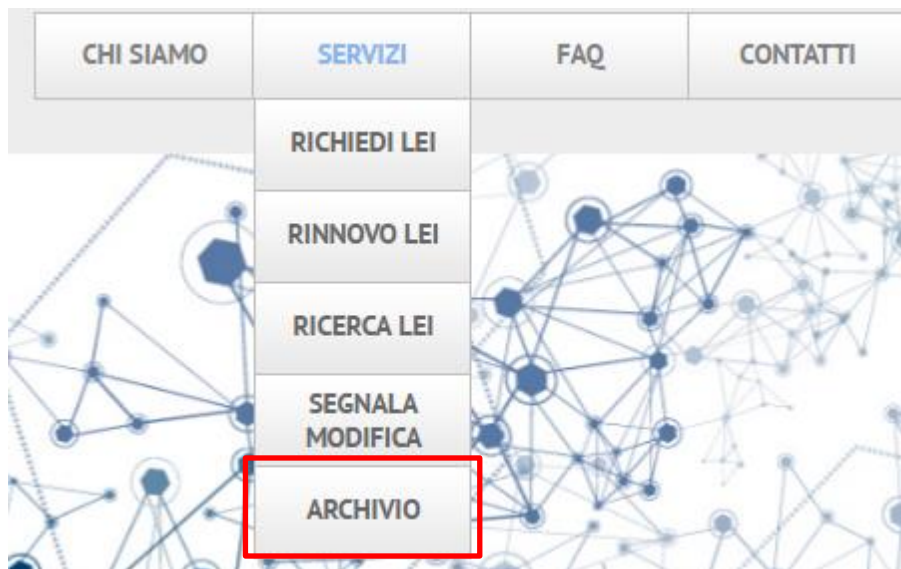 CHI SIAMO SERVIZI FAQ CONTATTI
RICHIEDI LEI
RINNOVO LEI
RICERCA LEI
SEGNALA
MODIFICA
ARCHIVIO